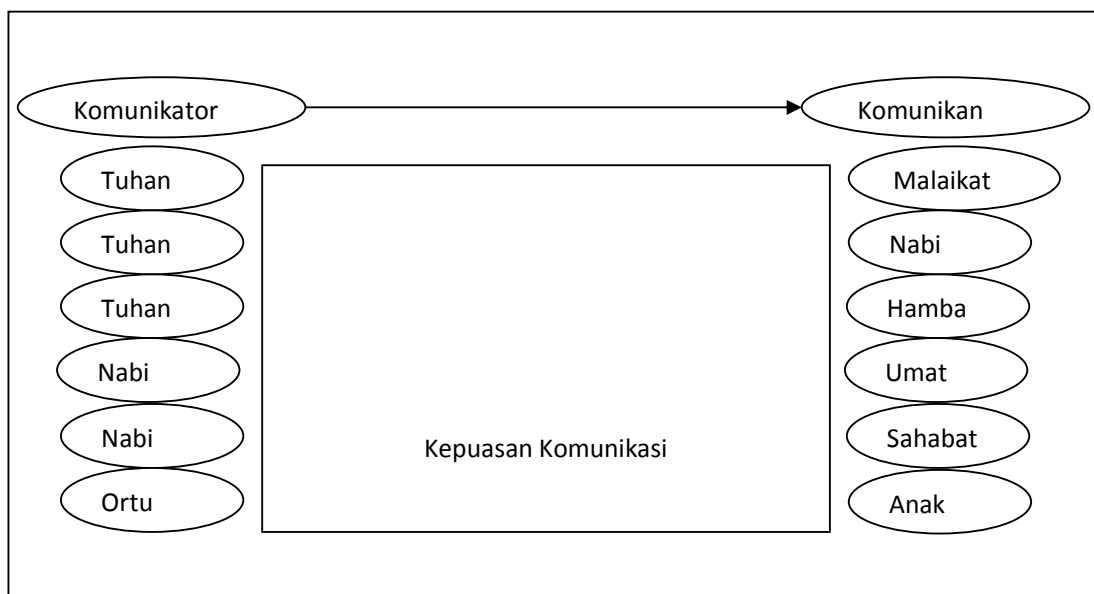 Komunikator
Komunikan
Tuhan
Malaikat
Tuhan
Nabi
Tuhan
Hamba
Nabi
Umat
Nabi
Kepuasan Komunikasi
Sahabat
Ortu
Anak